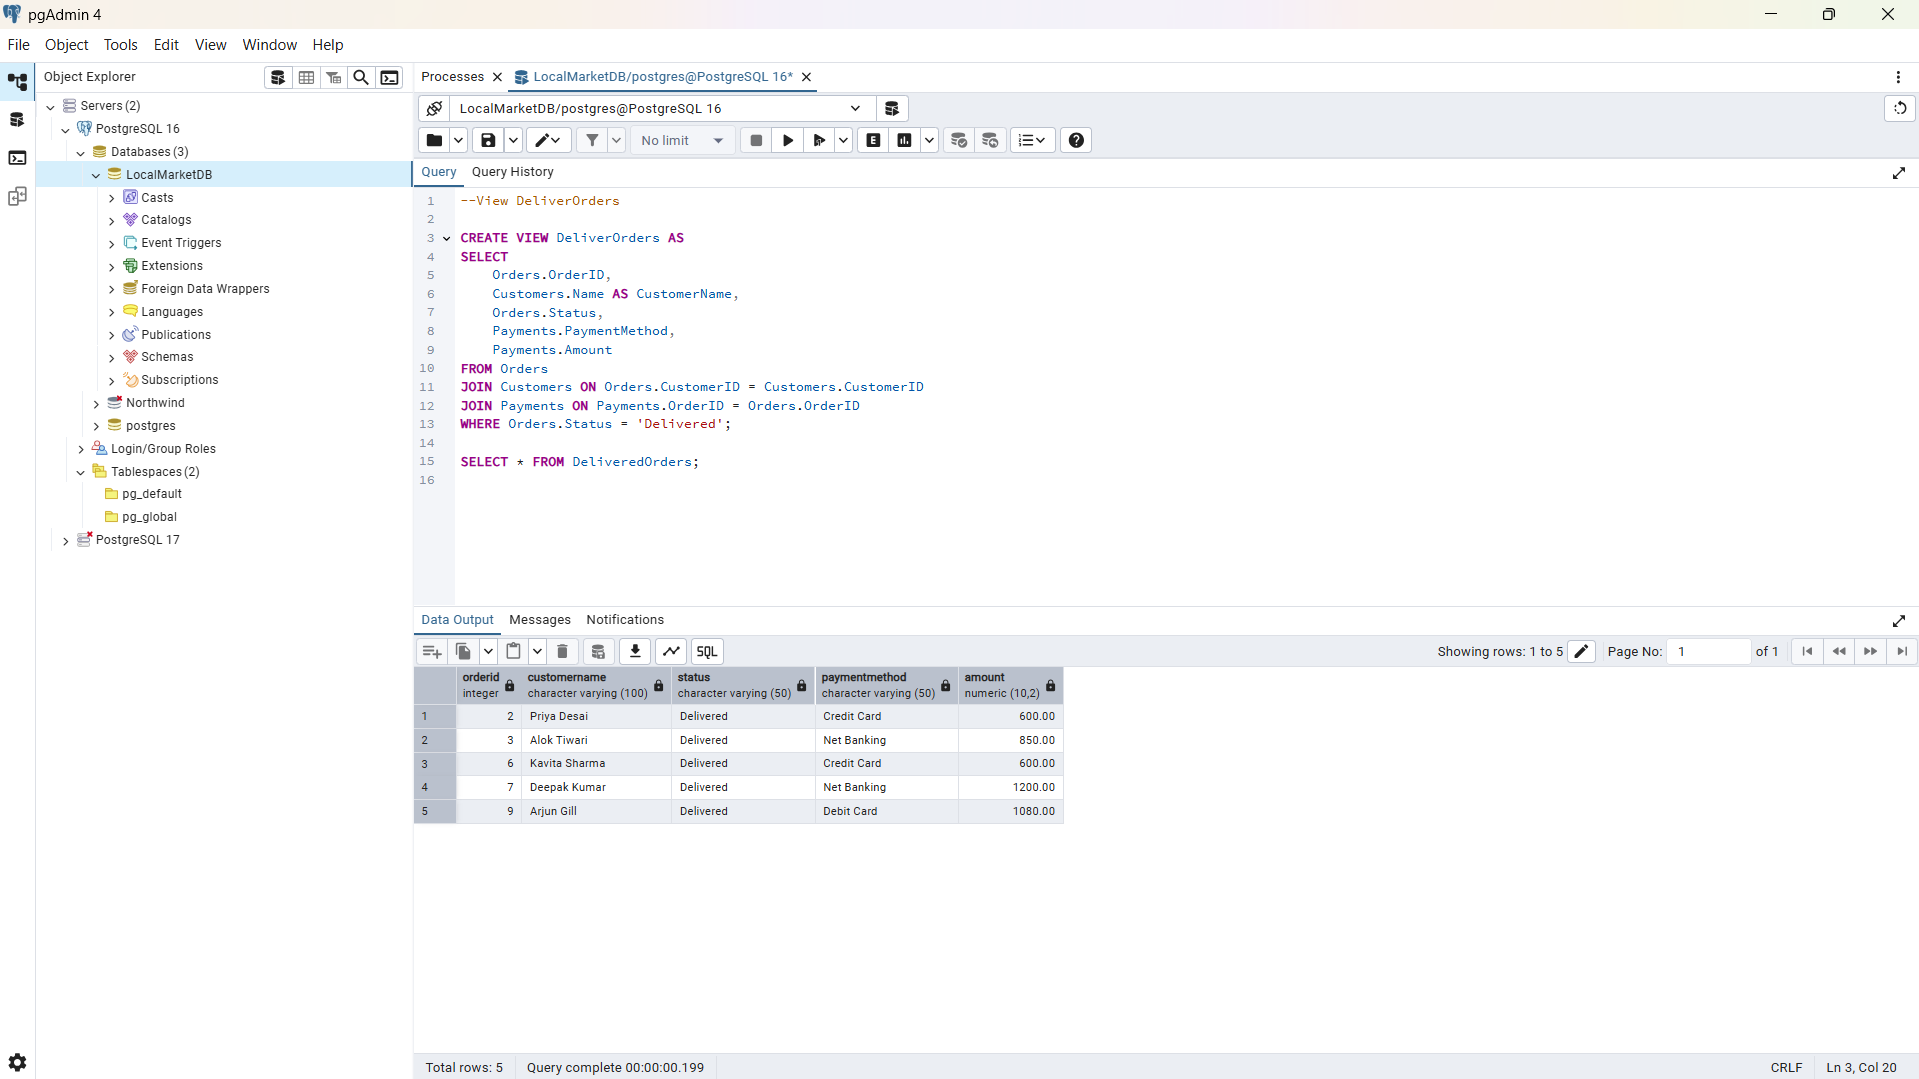 pgAdmin 4
File Object Tools Edit View Window Help
Object Explorer
Servers (2)
PostgreSQL 16
Databases (3)
LocalMarketDB
Casts
Catalogs
Event Triggers
Extensions
Foreign Data Wrappers
Languages
Publications
Schemas
Subscriptions
Northwind
postgres
Login/Group Roles
Tablespaces (2)
pg_default
pg_global
PostgreSQL 17
Processes LocalMarketDB/postgres@PostgreSQL 16*
LocalMarketDB/postgres@PostgreSQL 16
No limit E
Query Query History
1 --View DeliverOrders
2
3 CREATE VIEW DeliverOrders AS
4 SELECT
5 Orders.OrderID,
6 Customers.Name AS CustomerName,
7 Orders.Status,
8 Payments.PaymentMethod,
9 Payments.Amount
10 FROM Orders
11 JOIN Customers ON Orders.CustomerID = Customers.CustomerID
12 JOIN Payments ON Payments.OrderID = Orders.OrderID
13 WHERE Orders.Status = 'Delivered';
14
15 SELECT * FROM DeliveredOrders;
16
Data Output Messages Notifications
SQL Showing rows: 1 to 5 Page No: 1 of 1
orderid customername status paymentmethod amount
integer character varying (100) character varying (50) character varying (50) numeric (10,2)
1 2 Priya Desai Delivered Credit Card 600.00
2 3 Alok Tiwari Delivered Net Banking 850.00
3 6 Kavita Sharma Delivered Credit Card 600.00
4 7 Deepak Kumar Delivered Net Banking 1200.00
5 9 Arjun Gill Delivered Debit Card 1080.00
Total rows: 5 Query complete 00:00:00.199 CRLF Ln 3, Col 20